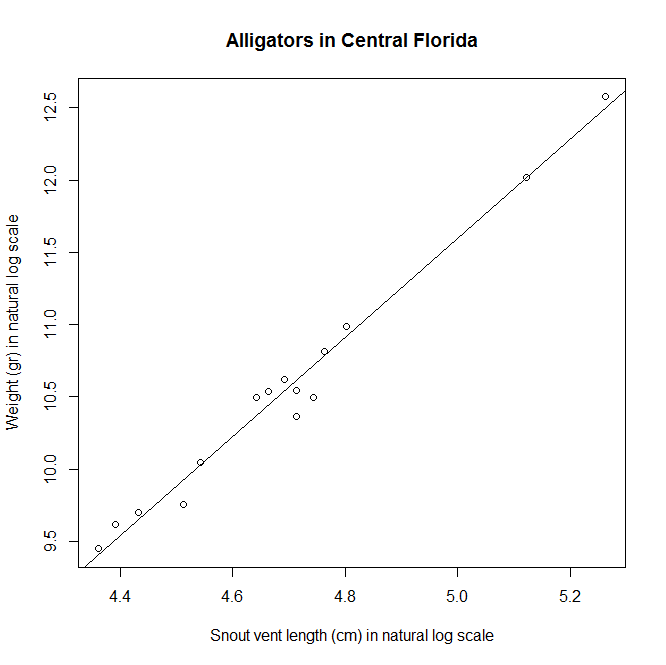 Alligators in Central Florida
12.5
12.0
11.5
11.0
10.5
10.0
9.5
Weight (gr) in natural log scale
4.4 4.6 4.8 5.0 5.2
Snout vent length (cm) in natural log scale